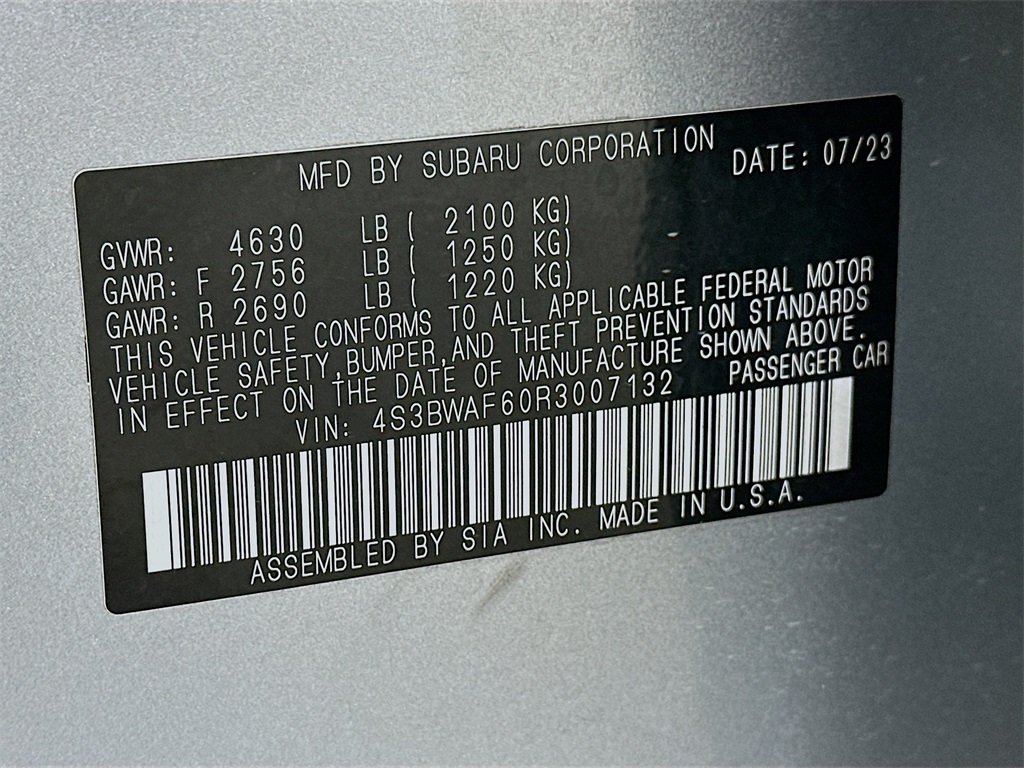 MFD BY SUBARU CORPORATION DATE: 07/23
GVWR: 4630 LB ( 2100 KG)
GAWR: F 2756 LB ( 1250 KG)
GAWR: R 2690 LB ( 1220 KG)
THIS VEHICLE CONFORMS TO ALL APPLICABLE FEDERAL MOTOR
VEHICLE SAFETY,BUMPER,AND THEFT PREVENTION STANDARDS
IN EFFECT ON THE DATE OF MANUFACTURE SHOWN ABOVE.
VIN: 4S3BWAF60R3007132 PASSENGER CAR
ASSEMBLED BY SIA INC. MADE IN U.S.A.